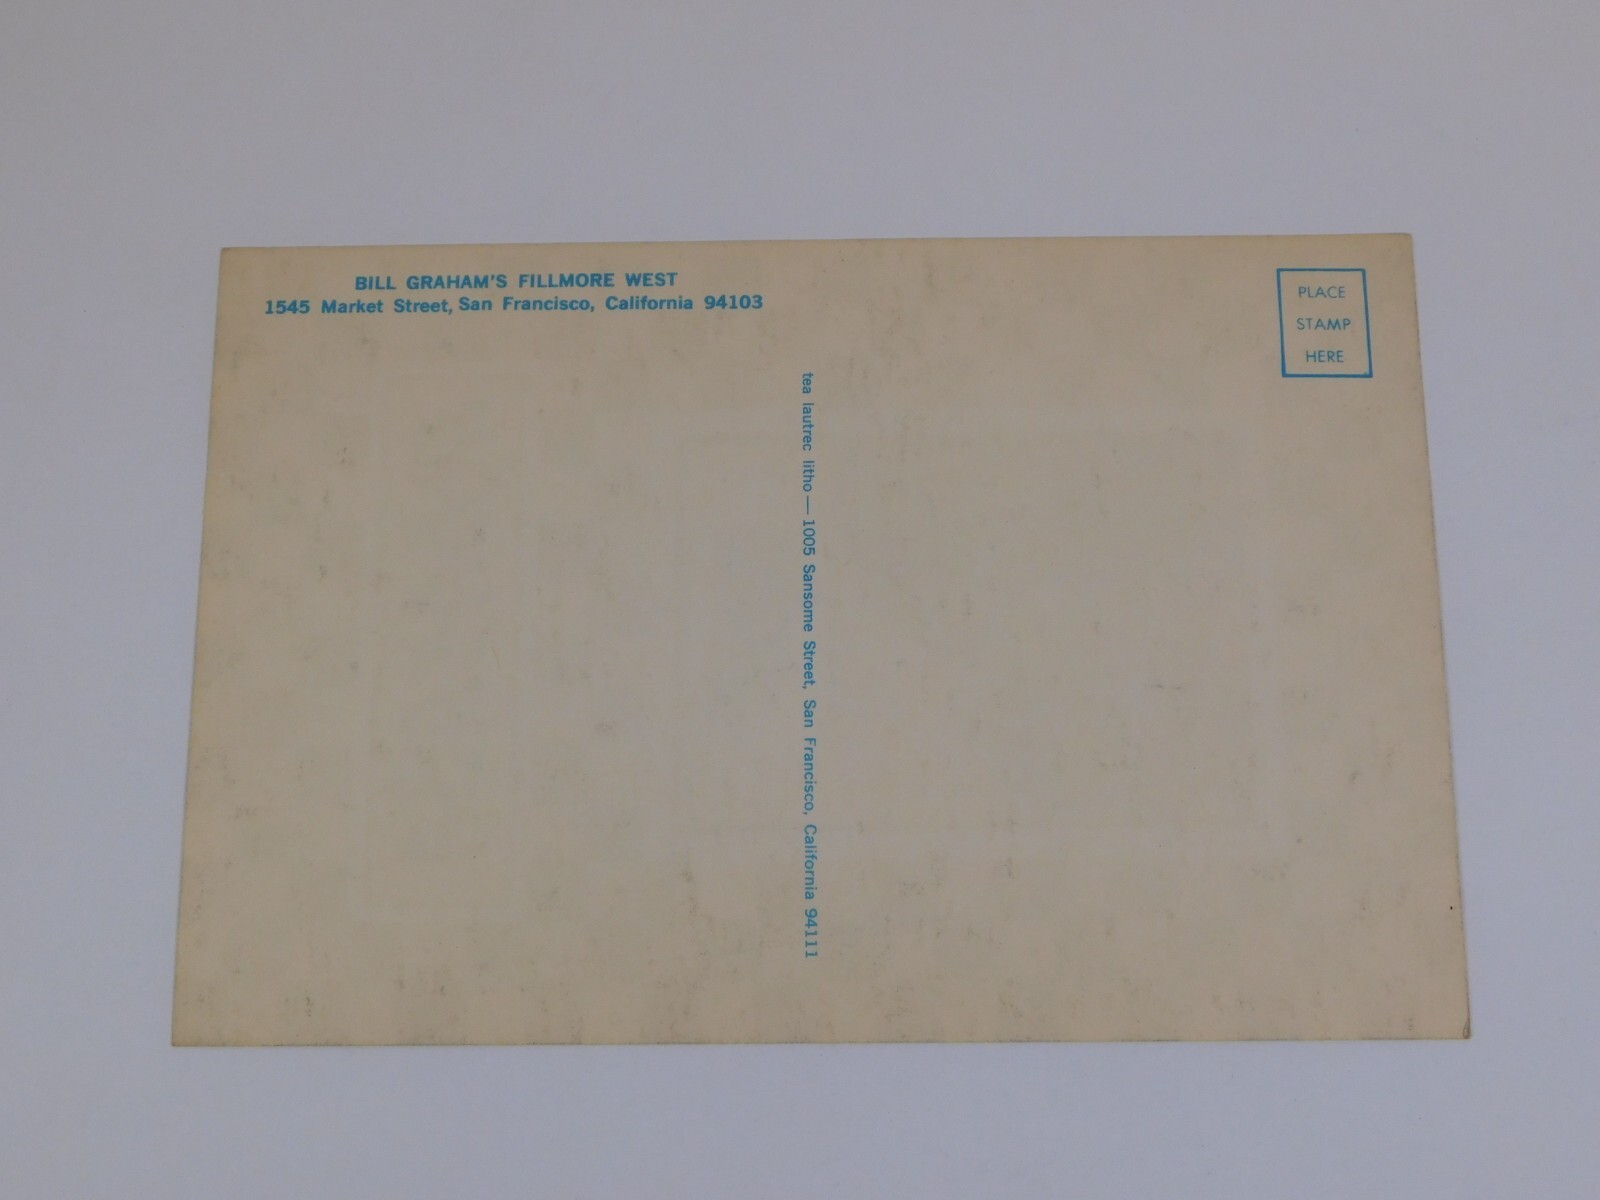 BILL GRAHAM'S FILLMORE WEST
1545 Market Street, San Francisco, California 94103
PLACE
STAMP
HERE
tea lautrec litho — 1005 Sansome Street, San Francisco, California 94111